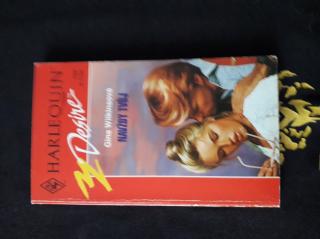 HARLEQUIN
Desire
Gina Wilkinsová
NAVŽDY TVŮJ